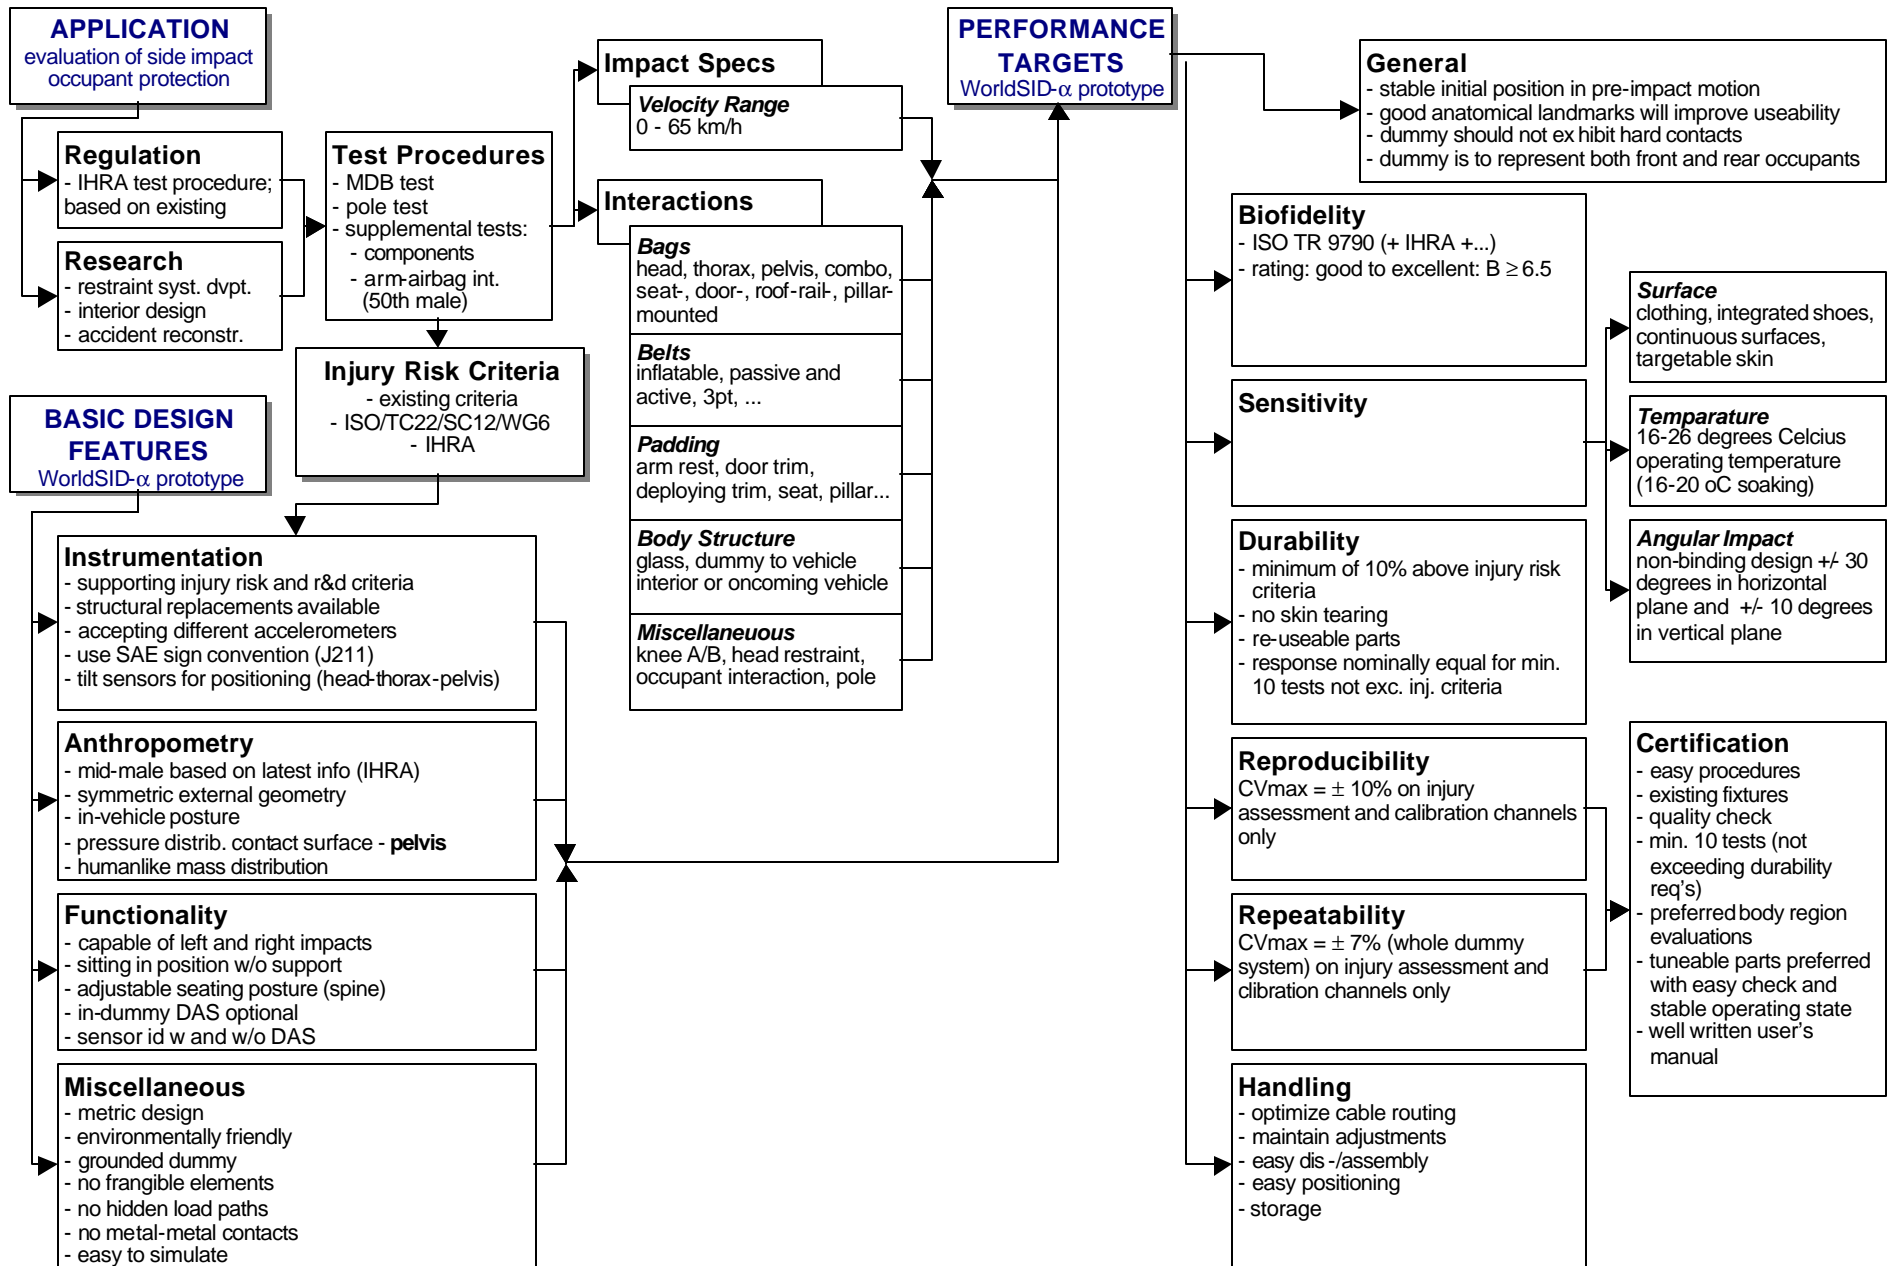 APPLICATION
evaluation of side impact
occupant protection
Regulation
- IHRA test procedure;
based on existing
Research
- restraint syst. dvpt.
- interior design
- accident reconstr.
Test Procedures
- MDB test
- pole test
- supplemental tests:
- components
- arm-airbag int.
(50th male)
Injury Risk Criteria
- existing criteria
- ISO/TC22/SC12/WG6
- IHRA
BASIC DESIGN
FEATURES
WorldSID-α prototype
Instrumentation
- supporting injury risk and r&d criteria
- structural replacements available
- accepting different accelerometers
- use SAE sign convention (J211)
- tilt sensors for positioning (head-thorax-pelvis)
Anthropometry
- mid-male based on latest info (IHRA)
- symmetric external geometry
- in-vehicle posture
- pressure distrib. contact surface - pelvis
- humanlike mass distribution
Functionality
- capable of left and right impacts
- sitting in position w/o support
- adjustable seating posture (spine)
- in-dummy DAS optional
- sensor id w and w/o DAS
Miscellaneous
- metric design
- environmentally friendly
- grounded dummy
- no frangible elements
- no hidden load paths
- no metal-metal contacts
- easy to simulate
Impact Specs
Velocity Range
0 - 65 km/h
Interactions
Bags
head, thorax, pelvis, combo,
seat-, door-, roof-rail-, pillar-
mounted
Belts
inflatable, passive and
active, 3pt, ...
Padding
arm rest, door trim,
deploying trim, seat, pillar...
Body Structure
glass, dummy to vehicle
interior or oncoming vehicle
Miscellaneuous
knee A/B, head restraint,
occupant interaction, pole
PERFORMANCE
TARGETS
WorldSID-α prototype
General
- stable initial position in pre-impact motion
- good anatomical landmarks will improve useability
- dummy should not ex hibit hard contacts
- dummy is to represent both front and rear occupants
Biofidelity
- ISO TR 9790 (+ IHRA +...)
- rating: good to excellent: B ≥ 6.5
Sensitivity
Surface
clothing, integrated shoes,
continuous surfaces,
targetable skin
Temparature
16-26 degrees Celcius
operating temperature
(16-20 oC soaking)
Angular Impact
non-binding design +/- 30
degrees in horizontal
plane and +/- 10 degrees
in vertical plane
Durability
- minimum of 10% above injury risk
criteria
- no skin tearing
- re-useable parts
- response nominally equal for min.
10 tests not exc. inj. criteria
Reproducibility
CVmax = ± 10% on injury
assessment and calibration channels
only
Repeatability
CVmax = ± 7% (whole dummy
system) on injury assessment and
clibration channels only
Certification
- easy procedures
- existing fixtures
- quality check
- min. 10 tests (not
exceeding durability
req's)
- preferred body region
evaluations
- tuneable parts preferred
with easy check and
stable operating state
- well written user's
manual
Handling
- optimize cable routing
- maintain adjustments
- easy dis -/assembly
- easy positioning
- storage